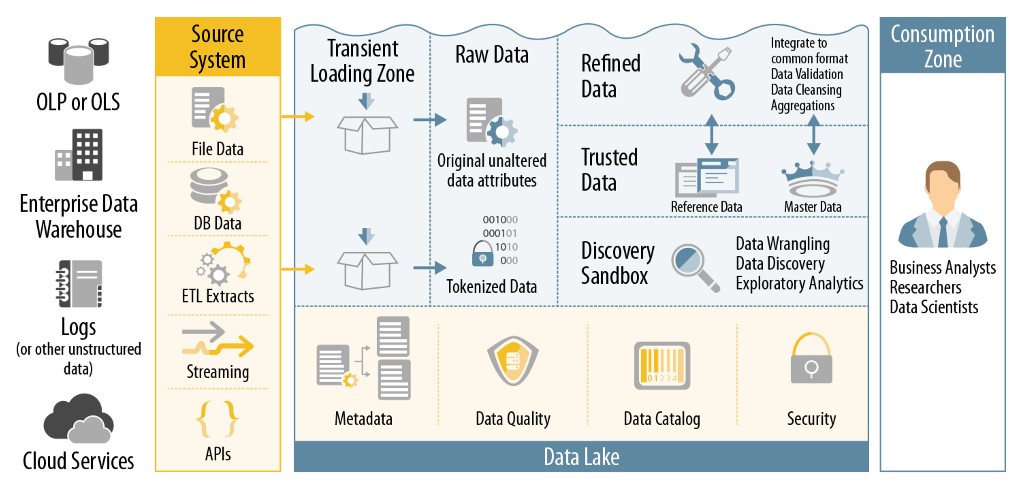 OLP or OLS
Enterprise Data
Warehouse
Logs
(or other unstructured
data)
Cloud Services
Source
System
File Data
DB Data
ETL Extracts
Streaming
{ }
APIs
Transient
Loading Zone
Raw Data
Original unaltered
data attributes
001000
000101
1010
000
Tokenized Data
Refined
Data
Integrate to
common format
Data Validation
Data Cleansing
Aggregations
Trusted
Data
Reference Data
Master Data
Discovery
Sandbox
Data Wrangling
Data Discovery
Exploratory Analytics
Metadata
Data Quality
01234
Data Catalog
Security
Data Lake
Consumption
Zone
Business Analysts
Researchers
Data Scientists